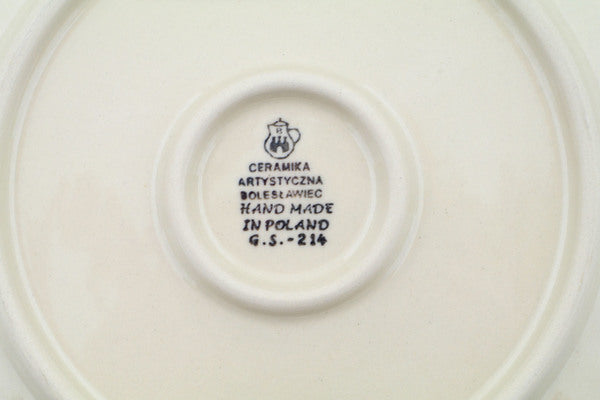 CERAMIKA
ARTYSTYCZNA
BOLESŁAWIEC
HAND MADE
IN POLAND
G.S.-214